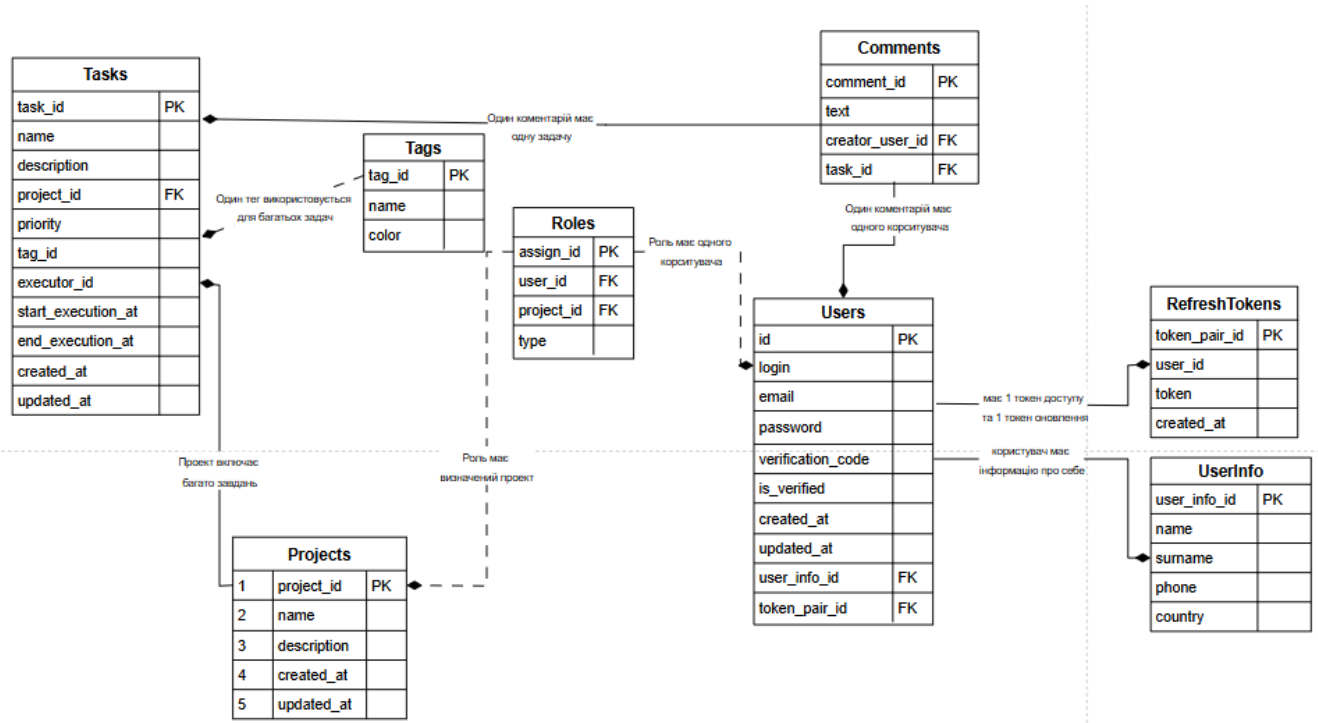 Tasks
task_id PK
name
description
project_id FK
priority
tag_id
executor_id
start_execution_at
end_execution_at
created_at
updated_at
Один коментарій має
одну задачу
Tags
tag_id PK
name
color
Один тег використовується
для багатьох задач
Roles
assign_id PK
user_id FK
project_id FK
type
Роль має одного
корситувача
Comments
comment_id PK
text
creator_user_id FK
task_id FK
Один коментарій має
одного корситувача
Users
id PK
login
email
password
verification_code
is_verified
created_at
updated_at
user_info_id FK
token_pair_id FK
RefreshTokens
token_pair_id PK
user_id
token
created_at
має 1 токен доступу
та 1 токен оновлення
користувач має
інформацію про себе
UserInfo
user_info_id PK
name
surname
phone
country
Проект включає
багато завдань
Роль має
визначений проект
Projects
1 project_id PK
2 name
3 description
4 created_at
5 updated_at